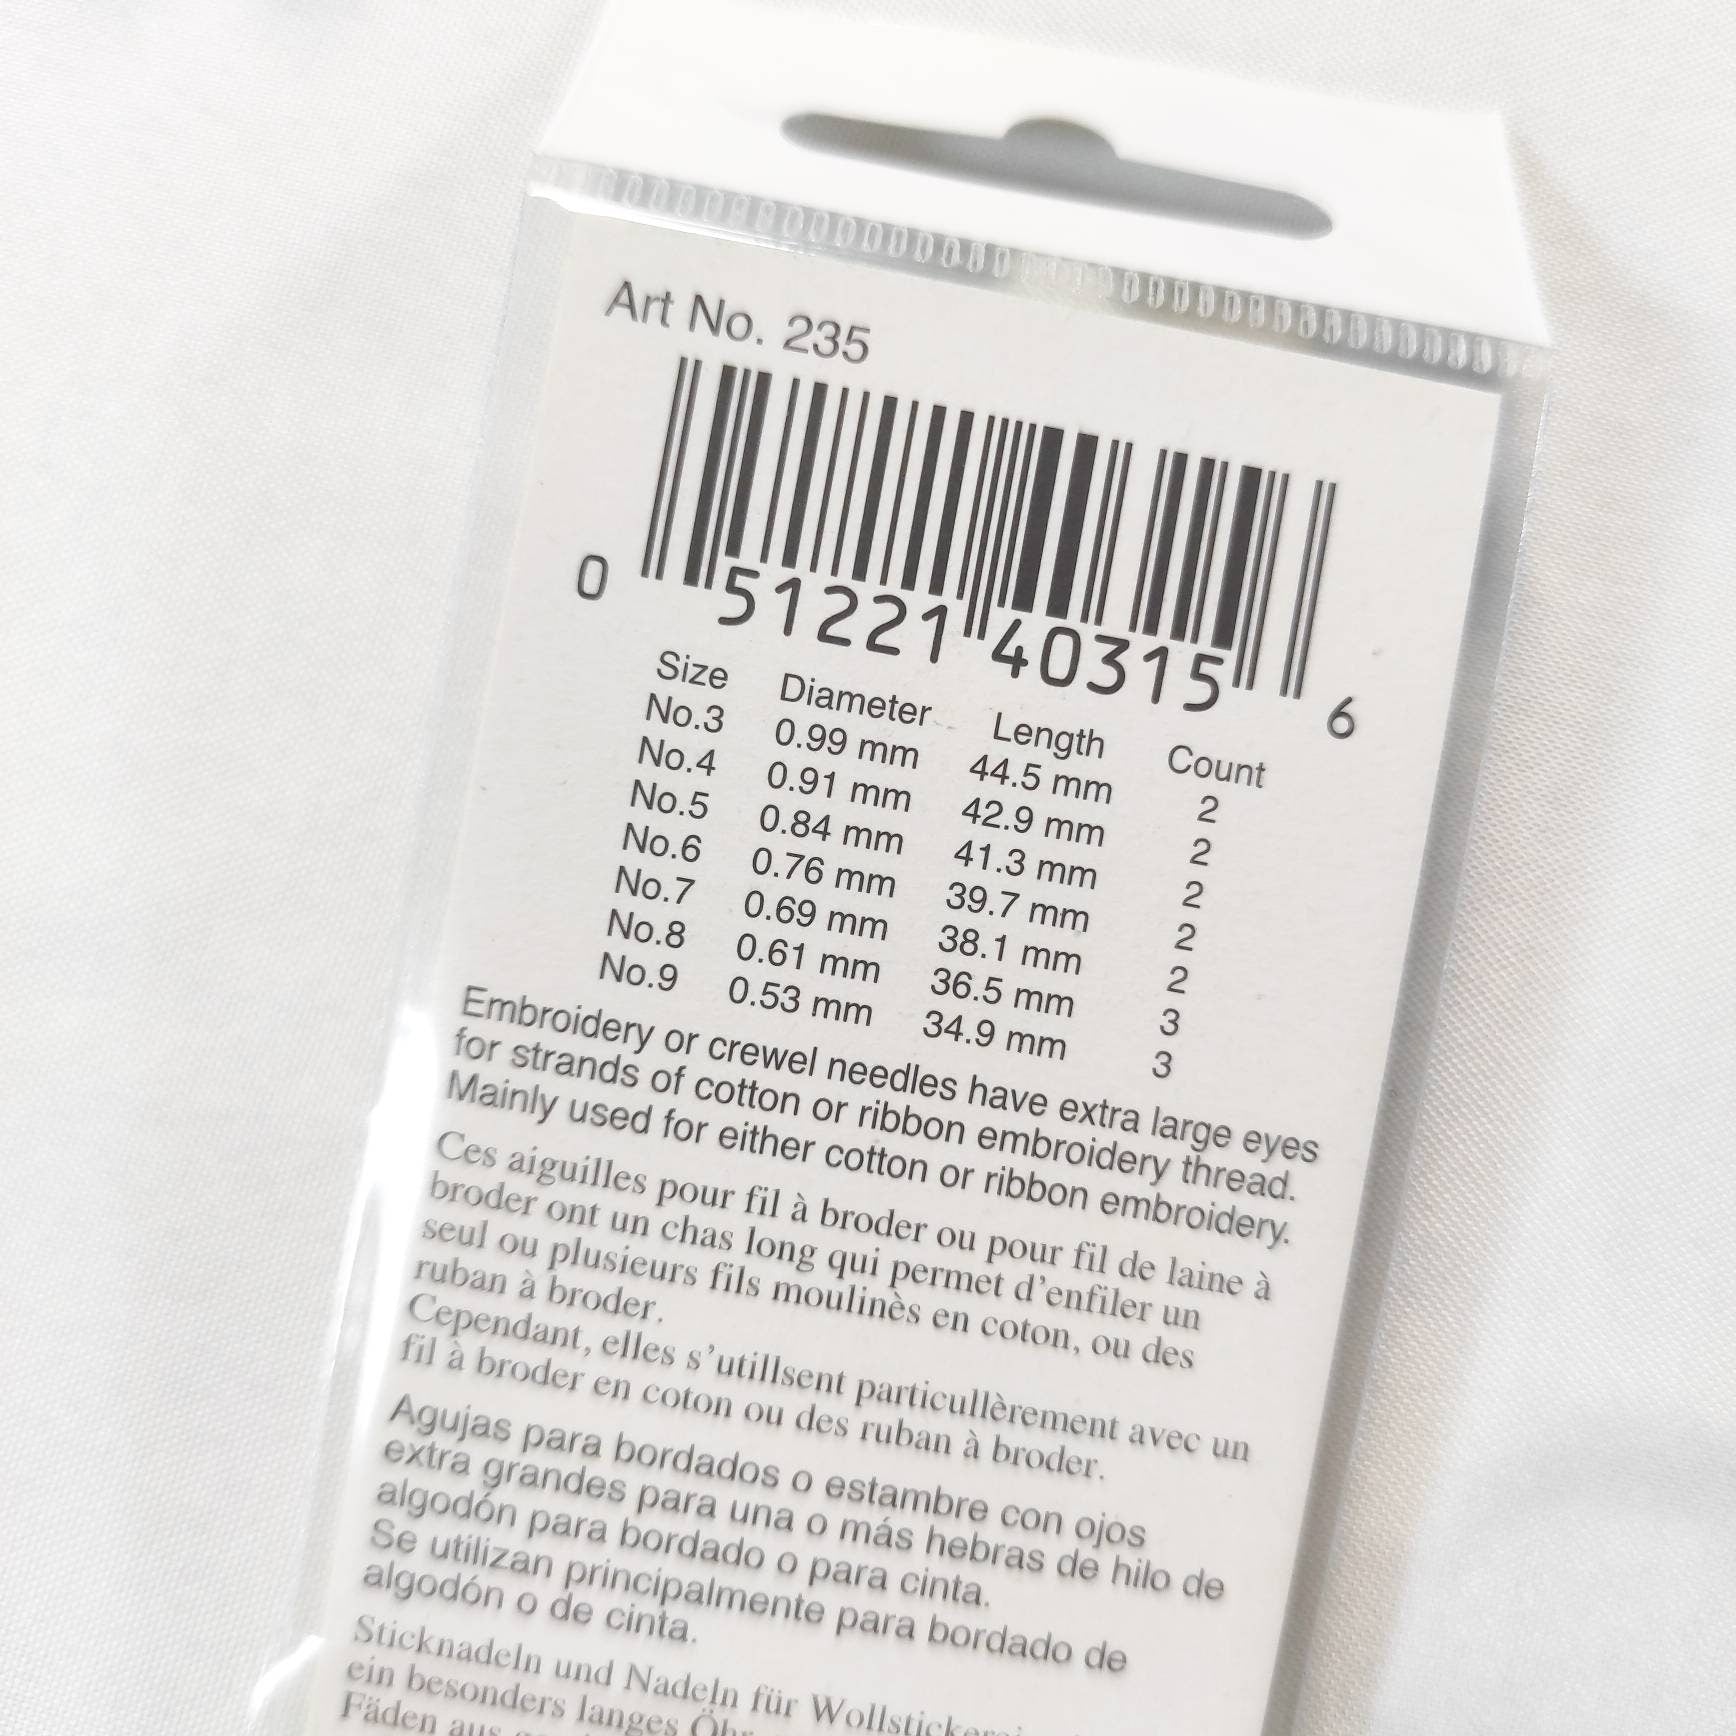 Art No. 235
0 51221 40315 6
Size Diameter Length Count
No.3 0.99 mm 44.5 mm 2
No.4 0.91 mm 42.9 mm 2
No.5 0.84 mm 41.3 mm 2
No.6 0.76 mm 39.7 mm 2
No.7 0.69 mm 38.1 mm 2
No.8 0.61 mm 36.5 mm 3
No.9 0.53 mm 34.9 mm 3
Embroidery or crewel needles have extra large eyes
for strands of cotton or ribbon embroidery thread.
Mainly used for either cotton or ribbon embroidery.
Ces aiguilles pour fil à broder ou pour fil de laine à
broder ont un chas long qui permet d'enfiler un
seul ou plusieurs fils moulinès en coton, ou des
ruban à broder.
Cependant, elles s'utillsent particullèrement avec un
fil à broder en coton ou des ruban à broder.
Agujas para bordados o estambre con ojos
extra grandes para una o más hebras de hilo de
algodón para bordado o para cinta.
Se utilizan principalmente para bordado de
algodón o de cinta.
Sticknadeln und Nadeln für
ein besonders langes Öhr
Fäden aus